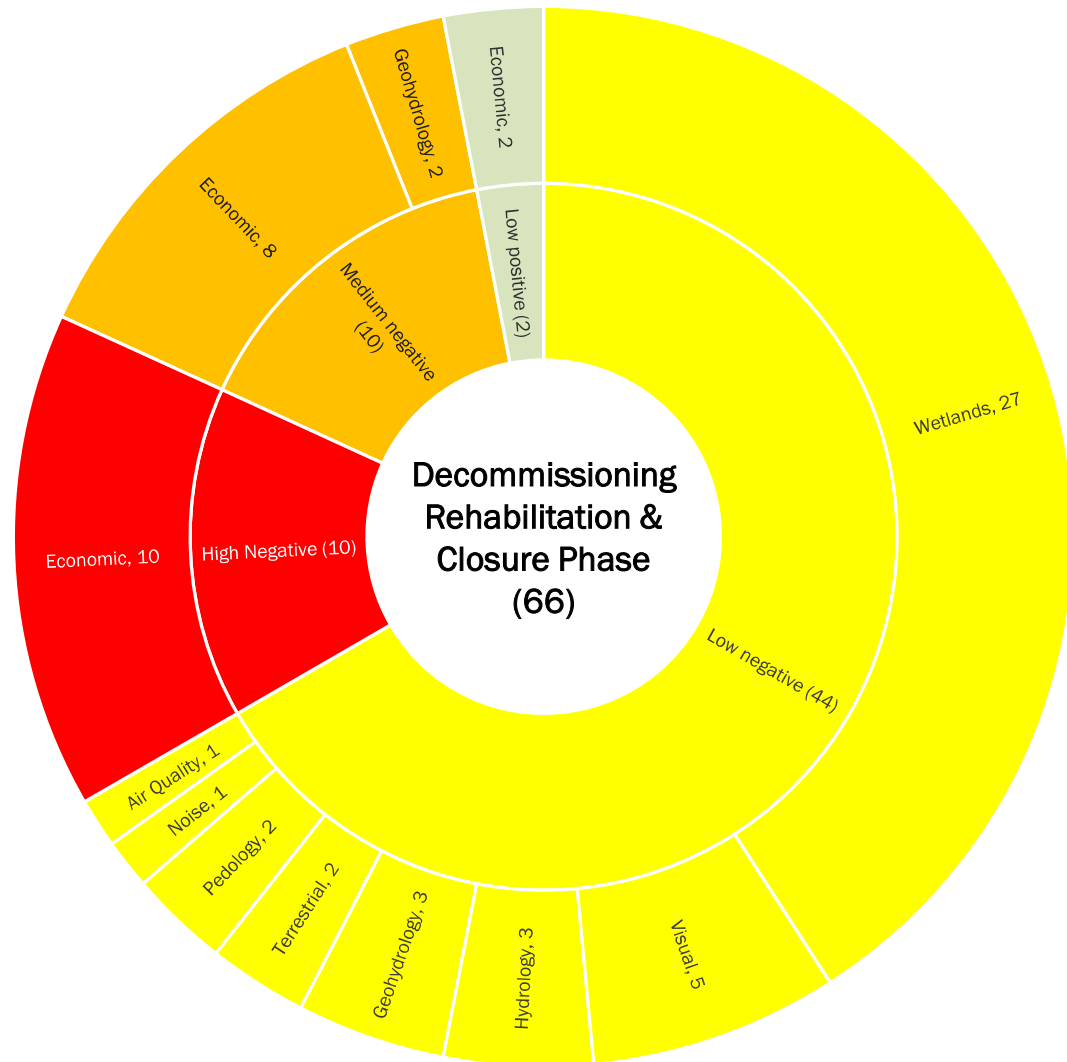 Decommissioning
Rehabilitation &
Closure Phase
(66)
Low negative (44)
Wetlands, 27
Visual, 5
Hydrology, 3
Geohydrology, 3
Terrestrial, 2
Pedology, 2
Noise, 1
Air Quality, 1
High Negative (10)
Economic, 10
Medium negative
(10)
Economic, 8
Geohydrology, 2
Low positive (2)
Economic, 2